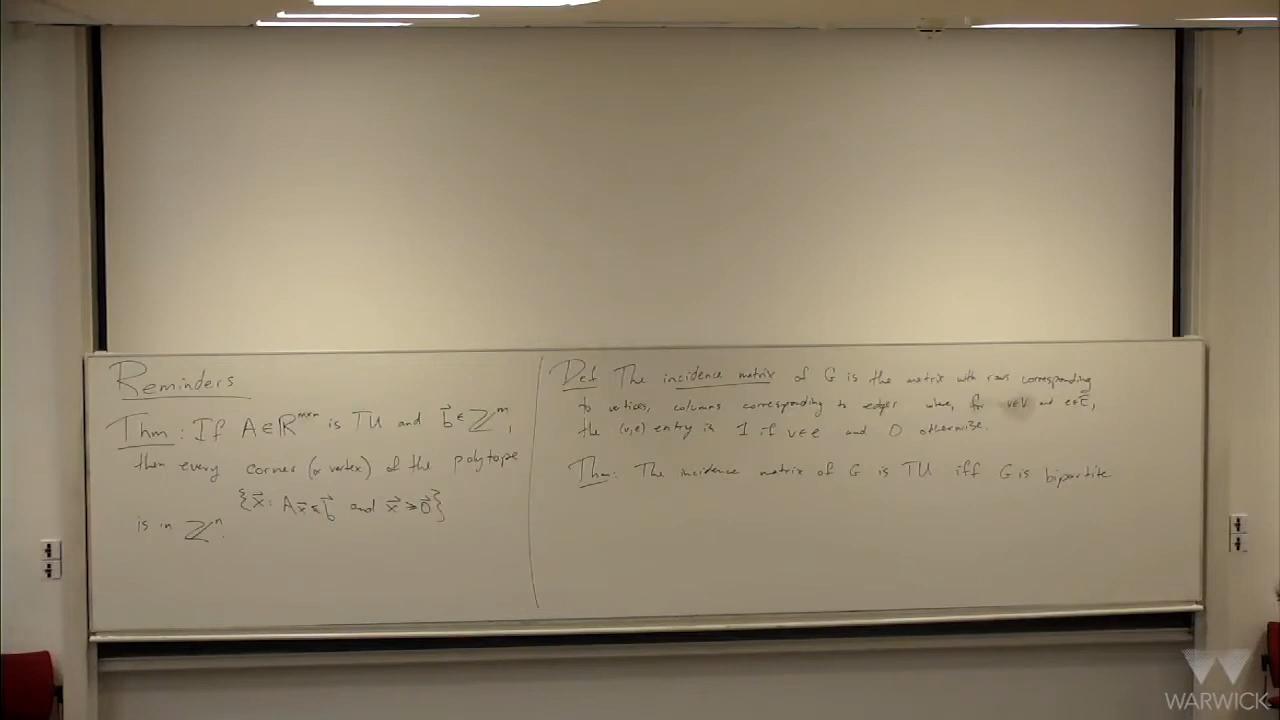 Reminders
Thm: If A∈ℝ^{m×n} is TU and b⃗∈ℤ^m,
then every corner (or vertex) of the polytope
{x⃗: Ax⃗≤b⃗ and x⃗≥0⃗}
is in ℤ^n.
Def The incidence matrix of G is the matrix with rows corresponding
to vertices, columns corresponding to edges where, for v∈V and e∈E,
the (v,e) entry is 1 if v∈e and 0 otherwise.
Thm: The incidence matrix of G is TU iff G is bipartite
WARWICK